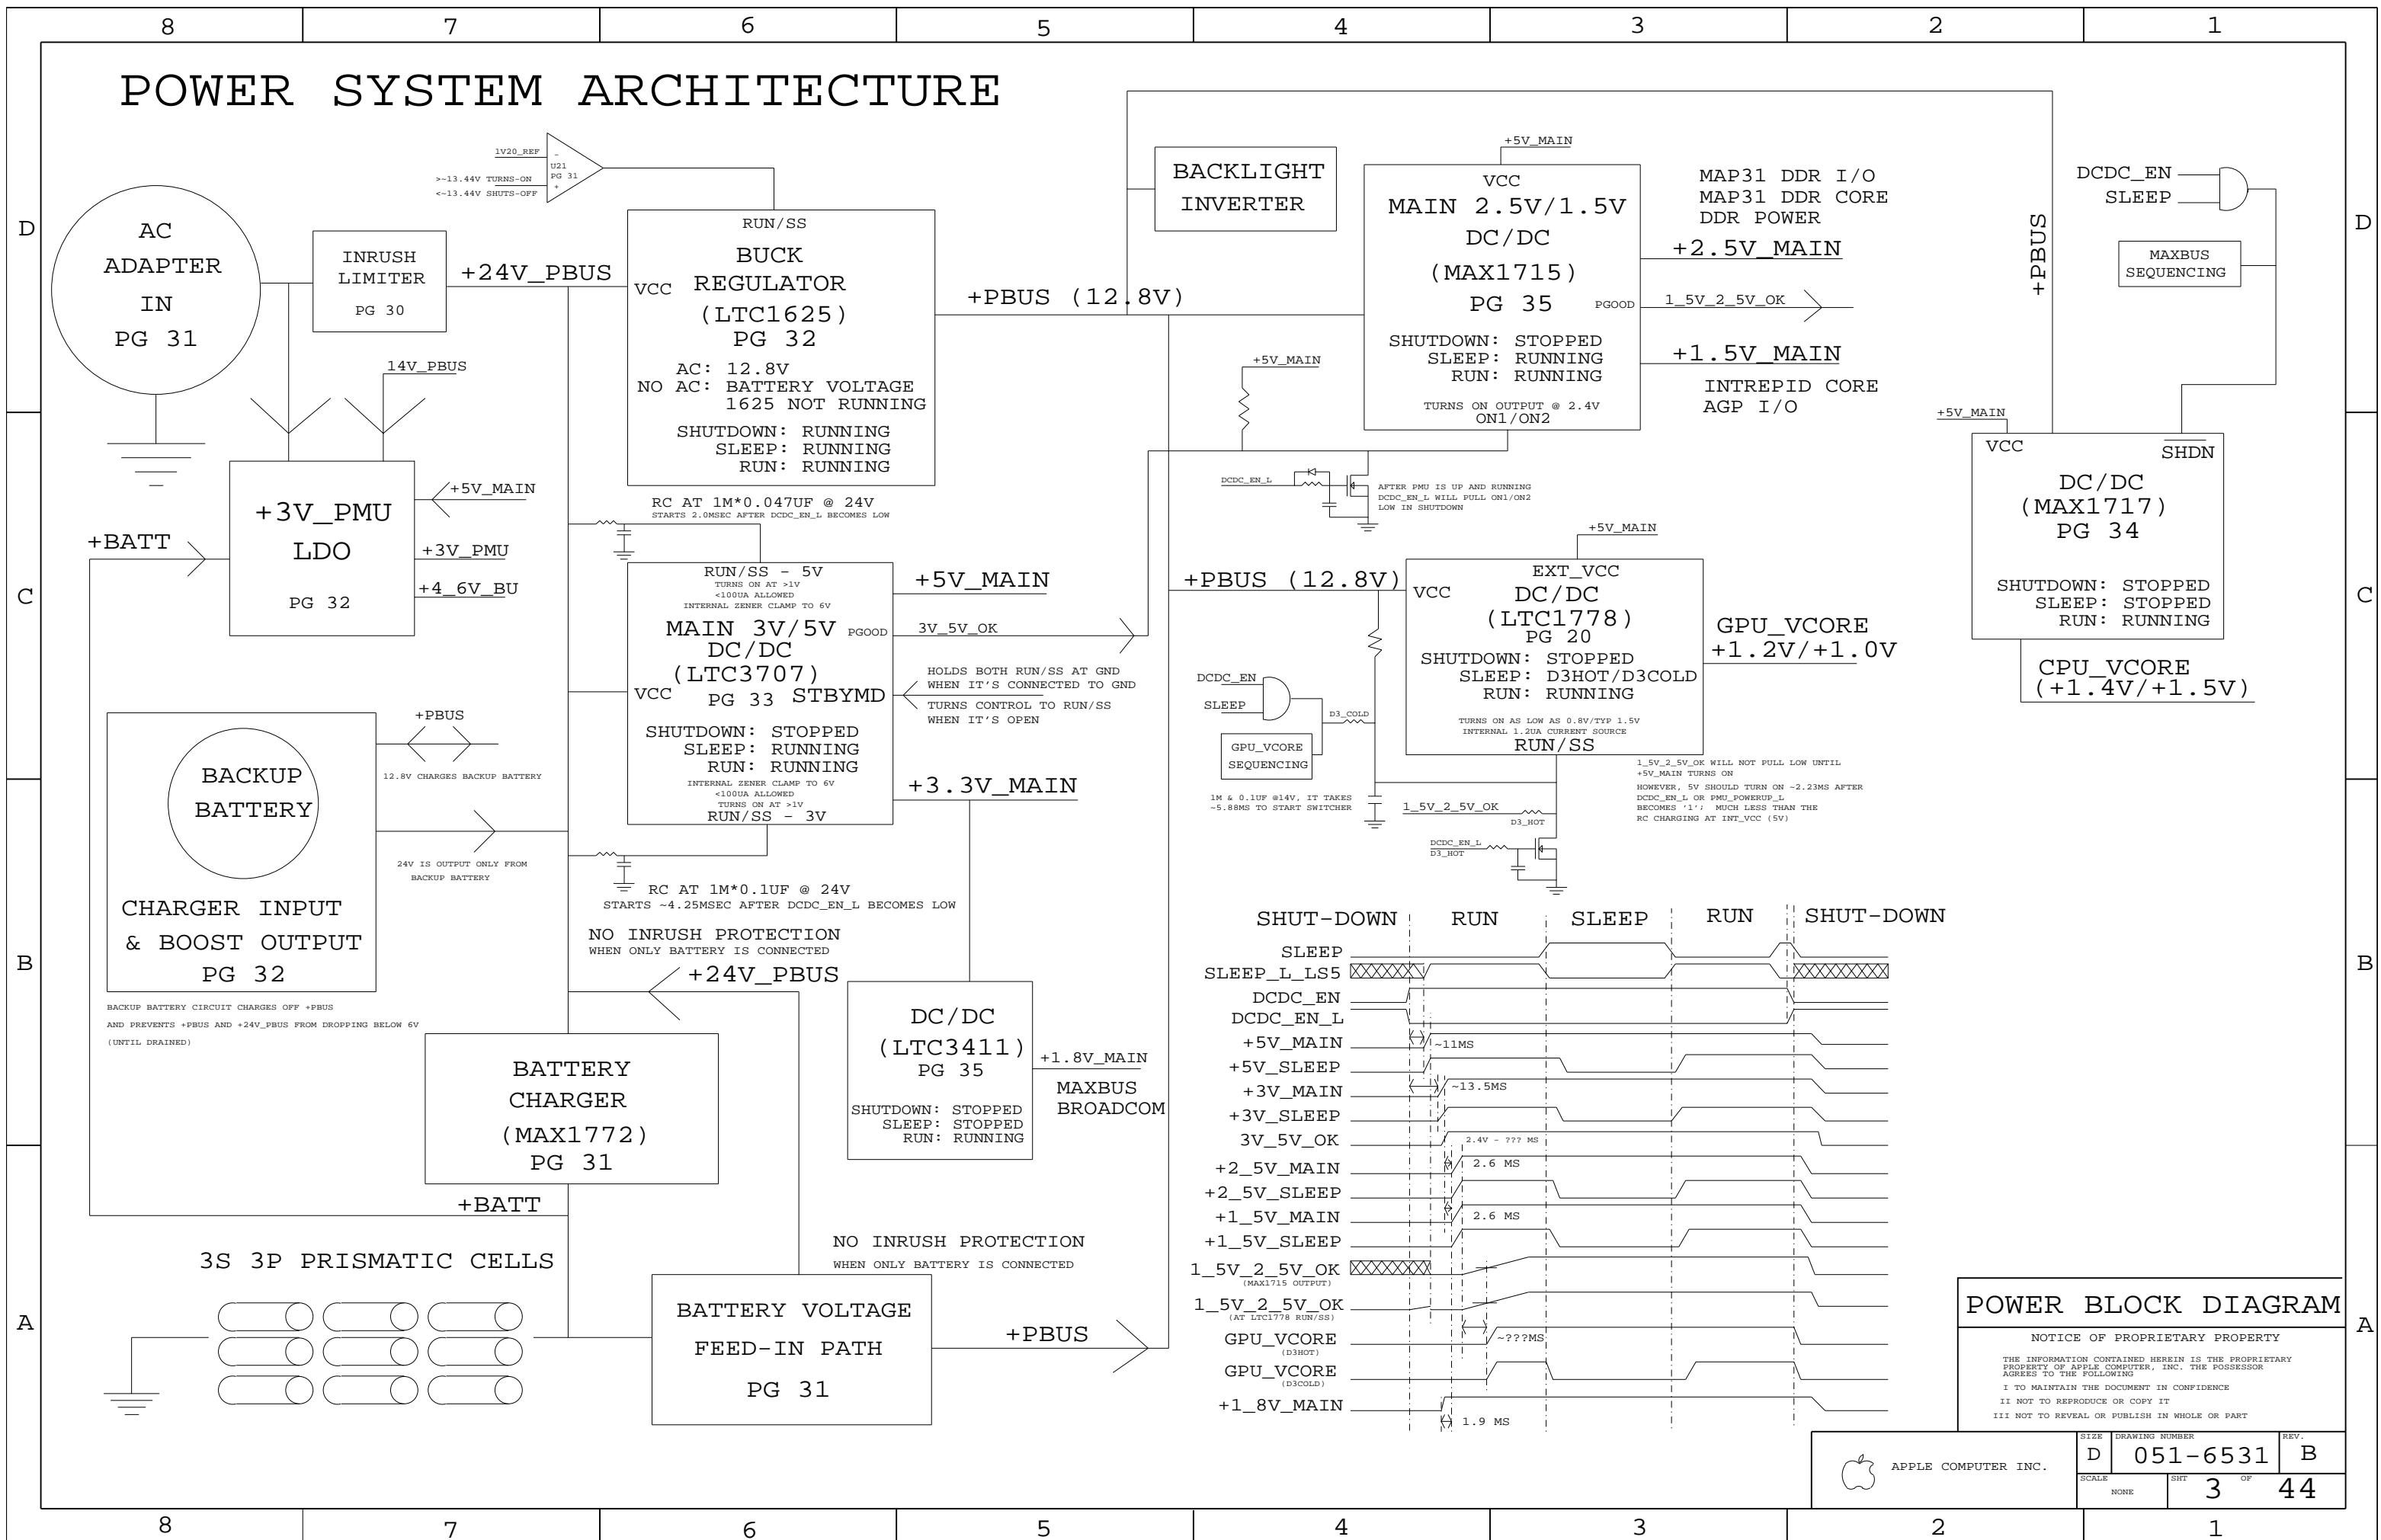 8 7 6 5 4 3 2 1
POWER SYSTEM ARCHITECTURE
D
C
B
A
AC
ADAPTER
IN
PG 31
INRUSH
LIMITER
PG 30
+24V_PBUS
1V20_REF
>~13.44V TURNS-ON
<~13.44V SHUTS-OFF
-
U21
PG 31
+
14V_PBUS
RUN/SS
BUCK
REGULATOR
VCC
(LTC1625)
PG 32
AC: 12.8V
NO AC: BATTERY VOLTAGE
1625 NOT RUNNING
SHUTDOWN: RUNNING
SLEEP: RUNNING
RUN: RUNNING
+PBUS (12.8V)
BACKLIGHT
INVERTER
+5V_MAIN
VCC
MAIN 2.5V/1.5V
DC/DC
(MAX1715)
PG 35
PGOOD
SHUTDOWN: STOPPED
SLEEP: RUNNING
RUN: RUNNING
TURNS ON OUTPUT @ 2.4V
ON1/ON2
MAP31 DDR I/O
MAP31 DDR CORE
DDR POWER
+2.5V_MAIN
1_5V_2_5V_OK
+1.5V_MAIN
INTREPID CORE
AGP I/O
+PBUS
DCDC_EN
SLEEP
MAXBUS
SEQUENCING
+5V_MAIN
VCC
SHDN
DC/DC
(MAX1717)
PG 34
SHUTDOWN: STOPPED
SLEEP: STOPPED
RUN: RUNNING
CPU_VCORE
(+1.4V/+1.5V)
+5V_MAIN
DCDC_EN_L
AFTER PMU IS UP AND RUNNING
DCDC_EN_L WILL PULL ON1/ON2
LOW IN SHUTDOWN
+3V_PMU
LDO
PG 32
+BATT
+5V_MAIN
+3V_PMU
+4_6V_BU
RC AT 1M*0.047UF @ 24V
STARTS 2.0MSEC AFTER DCDC_EN_L BECOMES LOW
RUN/SS - 5V
TURNS ON AT >1V
<100UA ALLOWED
INTERNAL ZENER CLAMP TO 6V
MAIN 3V/5V
PGOOD
DC/DC
(LTC3707)
VCC
PG 33
STBYMD
SHUTDOWN: STOPPED
SLEEP: RUNNING
RUN: RUNNING
INTERNAL ZENER CLAMP TO 6V
<100UA ALLOWED
TURNS ON AT >1V
RUN/SS - 3V
+5V_MAIN
3V_5V_OK
HOLDS BOTH RUN/SS AT GND
WHEN IT'S CONNECTED TO GND
TURNS CONTROL TO RUN/SS
WHEN IT'S OPEN
+3.3V_MAIN
RC AT 1M*0.1UF @ 24V
STARTS ~4.25MSEC AFTER DCDC_EN_L BECOMES LOW
+PBUS (12.8V)
+5V_MAIN
EXT_VCC
VCC
DC/DC
(LTC1778)
PG 20
SHUTDOWN: STOPPED
SLEEP: D3HOT/D3COLD
RUN: RUNNING
TURNS ON AS LOW AS 0.8V/TYP 1.5V
INTERNAL 1.2UA CURRENT SOURCE
RUN/SS
GPU_VCORE
+1.2V/+1.0V
DCDC_EN
SLEEP
D3_COLD
GPU_VCORE
SEQUENCING
1M & 0.1UF @14V, IT TAKES
~5.88MS TO START SWITCHER
1_5V_2_5V_OK
D3_HOT
DCDC_EN_L
D3_HOT
1_5V_2_5V_OK WILL NOT PULL LOW UNTIL
+5V_MAIN TURNS ON
HOWEVER, 5V SHOULD TURN ON ~2.23MS AFTER
DCDC_EN_L OR PMU_POWERUP_L
BECOMES '1'; MUCH LESS THAN THE
RC CHARGING AT INT_VCC (5V)
BACKUP
BATTERY
CHARGER INPUT
& BOOST OUTPUT
PG 32
+PBUS
12.8V CHARGES BACKUP BATTERY
24V IS OUTPUT ONLY FROM
BACKUP BATTERY
BACKUP BATTERY CIRCUIT CHARGES OFF +PBUS
AND PREVENTS +PBUS AND +24V_PBUS FROM DROPPING BELOW 6V
(UNTIL DRAINED)
NO INRUSH PROTECTION
WHEN ONLY BATTERY IS CONNECTED
+24V_PBUS
BATTERY
CHARGER
(MAX1772)
PG 31
+BATT
DC/DC
(LTC3411)
PG 35
SHUTDOWN: STOPPED
SLEEP: STOPPED
RUN: RUNNING
+1.8V_MAIN
MAXBUS
BROADCOM
3S 3P PRISMATIC CELLS
NO INRUSH PROTECTION
WHEN ONLY BATTERY IS CONNECTED
BATTERY VOLTAGE
FEED-IN PATH
PG 31
+PBUS
SHUT-DOWN RUN SLEEP RUN SHUT-DOWN
SLEEP
SLEEP_L_LS5
DCDC_EN
DCDC_EN_L
+5V_MAIN ~11MS
+5V_SLEEP
+3V_MAIN ~13.5MS
+3V_SLEEP
3V_5V_OK 2.4V - ??? MS
+2_5V_MAIN 2.6 MS
+2_5V_SLEEP
+1_5V_MAIN 2.6 MS
+1_5V_SLEEP
1_5V_2_5V_OK
(MAX1715 OUTPUT)
1_5V_2_5V_OK
(AT LTC1778 RUN/SS)
GPU_VCORE ~???MS
(D3HOT)
GPU_VCORE
(D3COLD)
+1_8V_MAIN
1.9 MS
POWER BLOCK DIAGRAM
NOTICE OF PROPRIETARY PROPERTY
THE INFORMATION CONTAINED HEREIN IS THE PROPRIETARY
PROPERTY OF APPLE COMPUTER, INC. THE POSSESSOR
AGREES TO THE FOLLOWING
I TO MAINTAIN THE DOCUMENT IN CONFIDENCE
II NOT TO REPRODUCE OR COPY IT
III NOT TO REVEAL OR PUBLISH IN WHOLE OR PART
APPLE COMPUTER INC.
SIZE DRAWING NUMBER REV.
D 051-6531 B
SCALE SHT OF
NONE 3 44
D
C
B
A
8 7 6 5 4 3 2 1